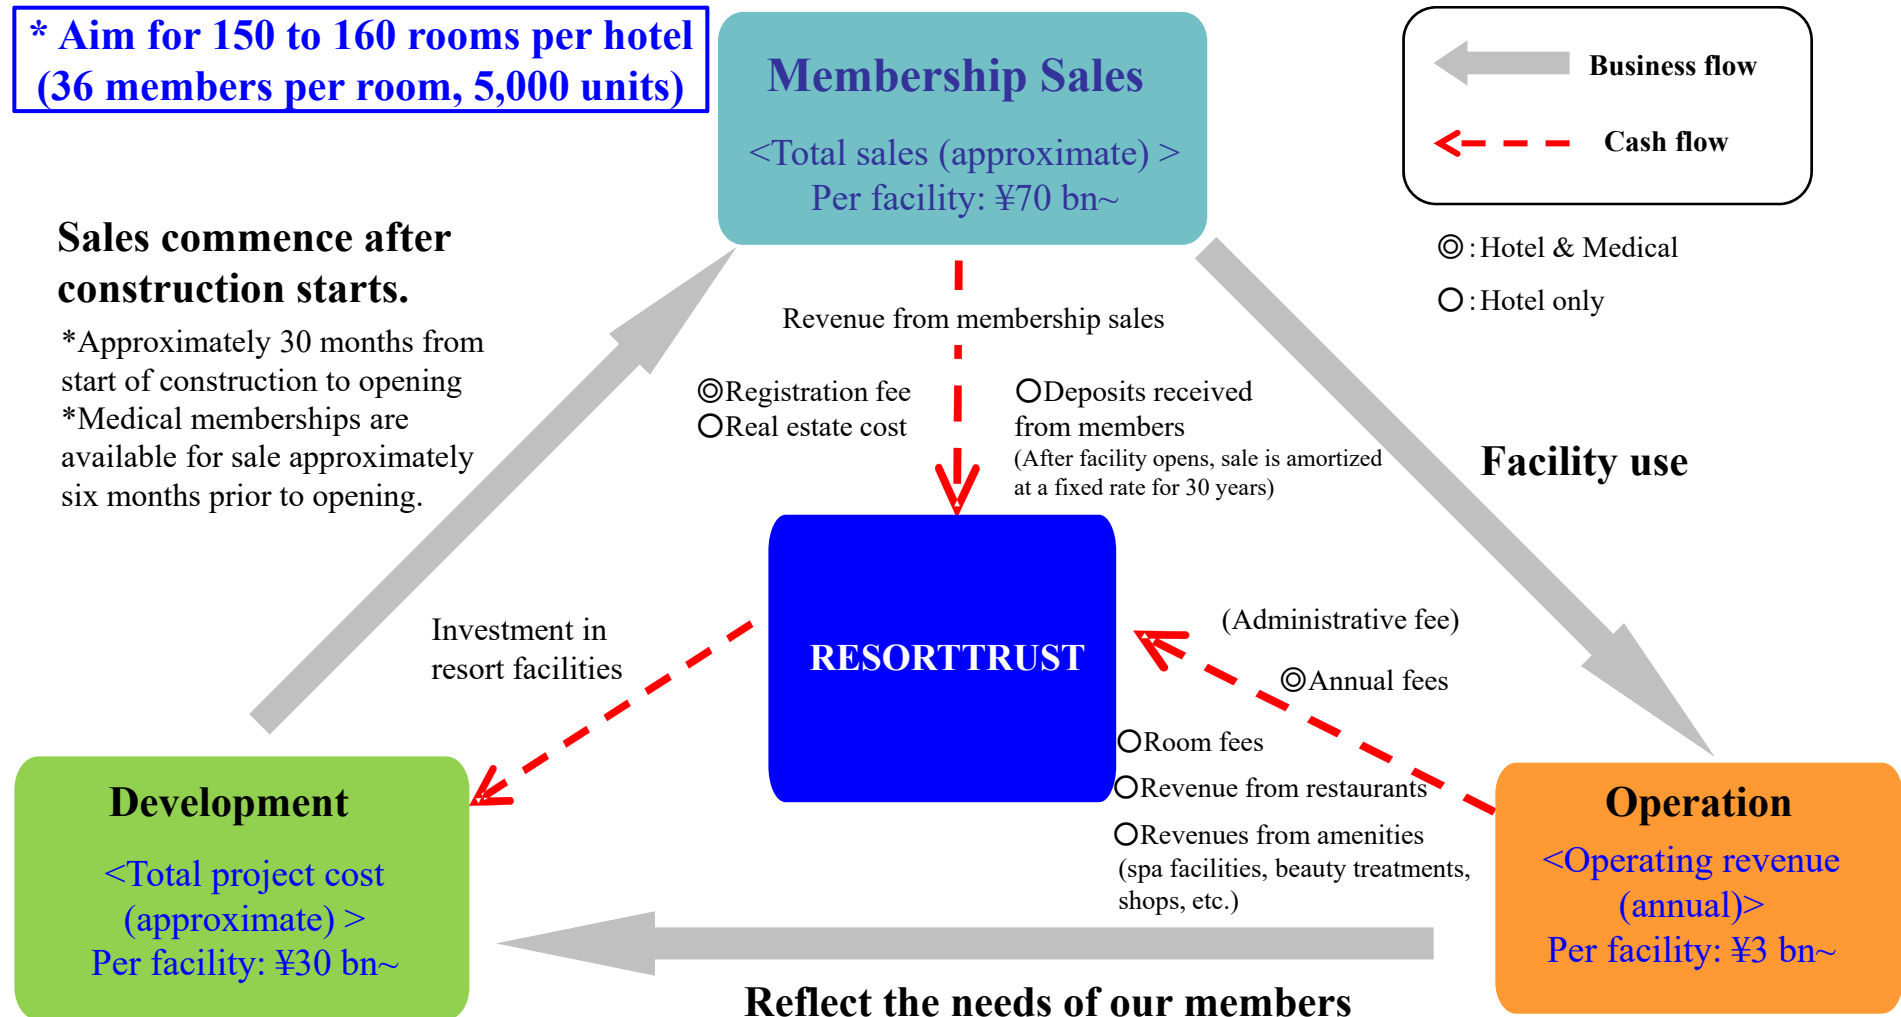 * Aim for 150 to 160 rooms per hotel
(36 members per room, 5,000 units)
Membership Sales
<Total sales (approximate) >
Per facility: ¥70 bn~
Business flow
Cash flow
◎ : Hotel & Medical
○ : Hotel only
Sales commence after
construction starts.
*Approximately 30 months from
start of construction to opening
*Medical memberships are
available for sale approximately
six months prior to opening.
Revenue from membership sales
◎Registration fee
○Real estate cost
○Deposits received
from members
(After facility opens, sale is amortized
at a fixed rate for 30 years)
Facility use
Investment in
resort facilities
RESORTTRUST
(Administrative fee)
◎Annual fees
○Room fees
○Revenue from restaurants
○Revenues from amenities
(spa facilities, beauty treatments,
shops, etc.)
Development
<Total project cost
(approximate) >
Per facility: ¥30 bn~
Operation
<Operating revenue
(annual)>
Per facility: ¥3 bn~
Reflect the needs of our members